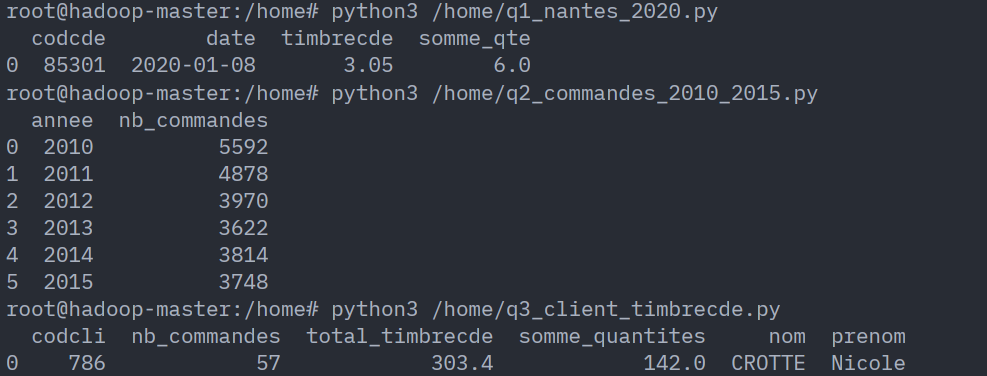 root@hadoop-master:/home# python3 /home/q1_nantes_2020.py
codcde date timbrecde somme_qte
0 85301 2020-01-08 3.05 6.0
root@hadoop-master:/home# python3 /home/q2_commandes_2010_2015.py
annee nb_commandes
0 2010 5592
1 2011 4878
2 2012 3970
3 2013 3622
4 2014 3814
5 2015 3748
root@hadoop-master:/home# python3 /home/q3_client_timbrecde.py
codcli nb_commandes total_timbrecde somme_quantites nom prenom
0 786 57 303.4 142.0 CROTTE Nicole